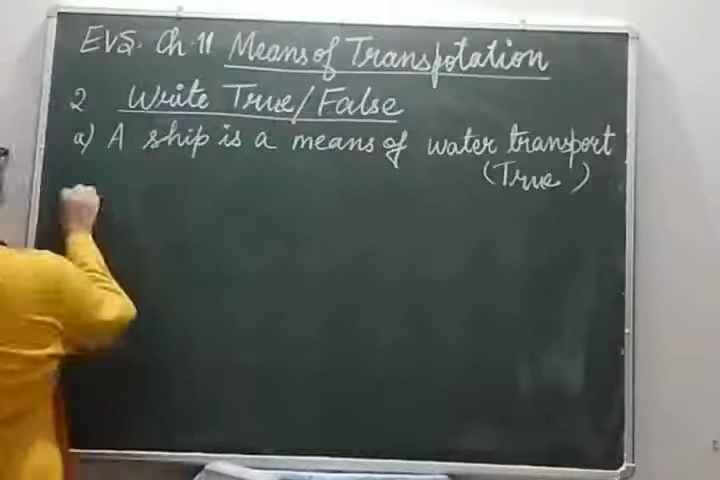 EVS. Ch-11 Means of Transpotation
2 Write True/False
a) A ship is a means of water transport
(True )